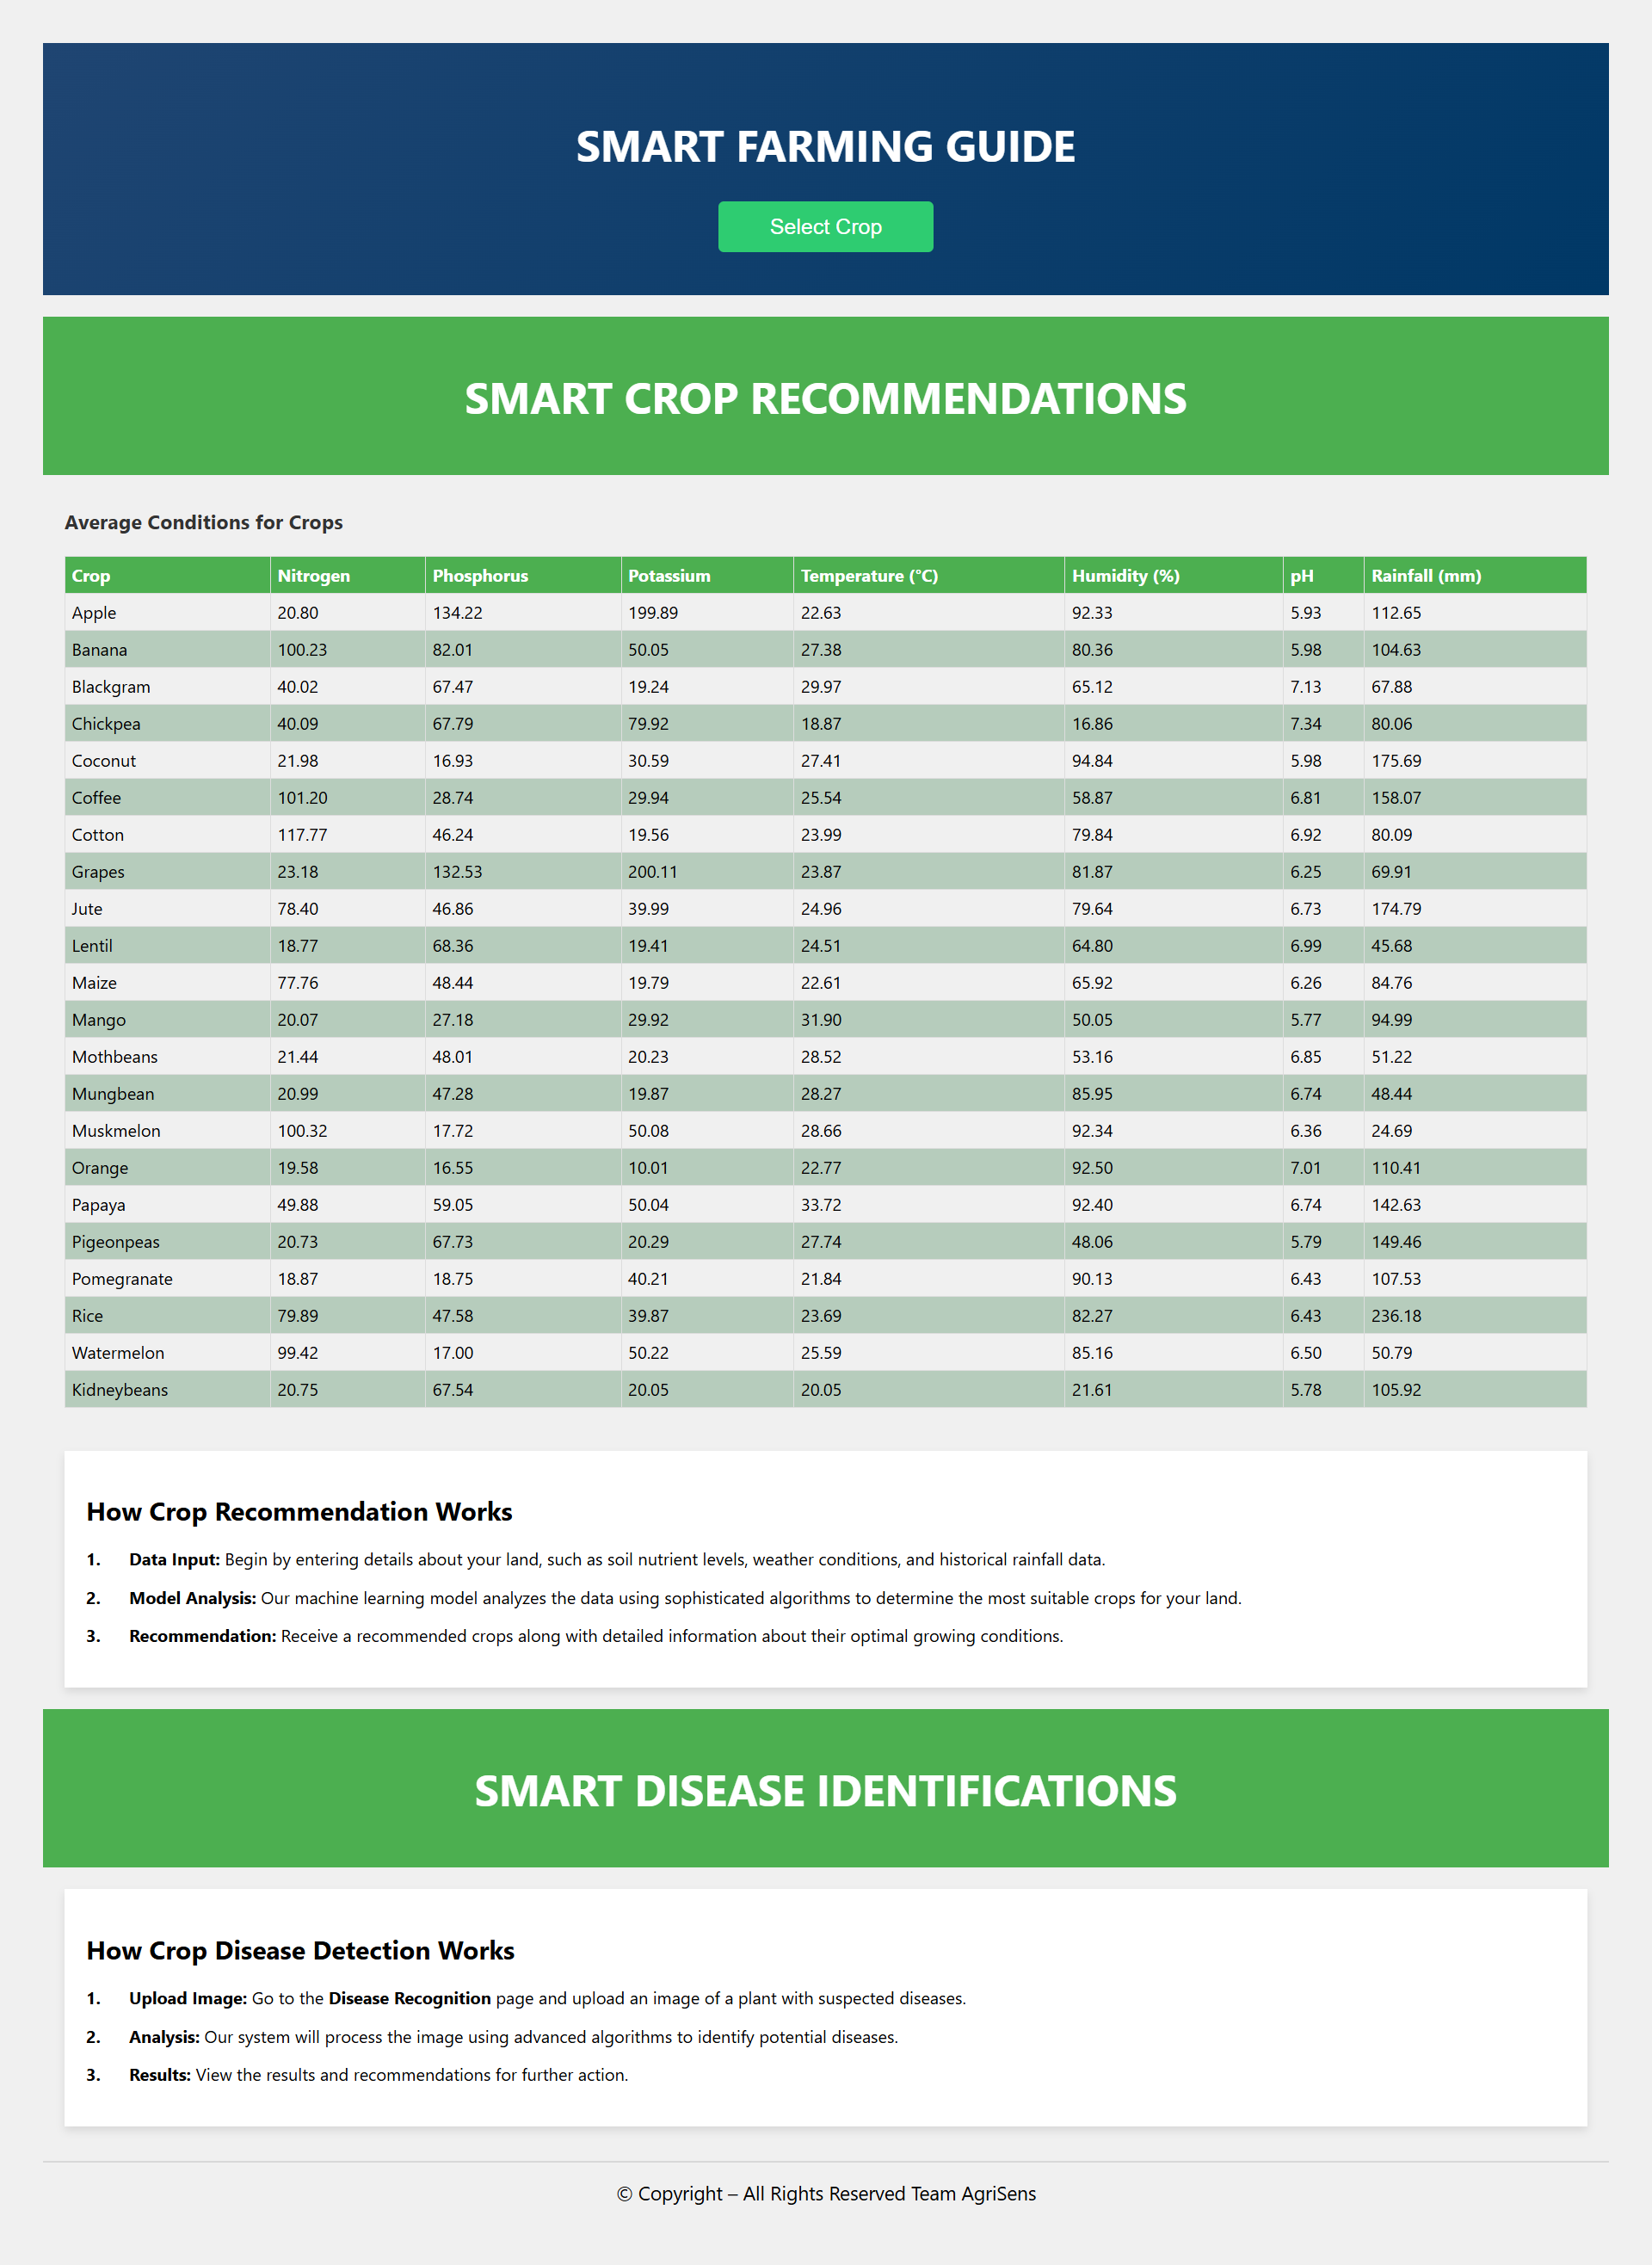 SMART FARMING GUIDE
Select Crop
SMART CROP RECOMMENDATIONS
Average Conditions for Crops
Crop Nitrogen Phosphorus Potassium Temperature (°C) Humidity (%) pH Rainfall (mm)
Apple 20.80 134.22 199.89 22.63 92.33 5.93 112.65
Banana 100.23 82.01 50.05 27.38 80.36 5.98 104.63
Blackgram 40.02 67.47 19.24 29.97 65.12 7.13 67.88
Chickpea 40.09 67.79 79.92 18.87 16.86 7.34 80.06
Coconut 21.98 16.93 30.59 27.41 94.84 5.98 175.69
Coffee 101.20 28.74 29.94 25.54 58.87 6.81 158.07
Cotton 117.77 46.24 19.56 23.99 79.84 6.92 80.09
Grapes 23.18 132.53 200.11 23.87 81.87 6.25 69.91
Jute 78.40 46.86 39.99 24.96 79.64 6.73 174.79
Lentil 18.77 68.36 19.41 24.51 64.80 6.99 45.68
Maize 77.76 48.44 19.79 22.61 65.92 6.26 84.76
Mango 20.07 27.18 29.92 31.90 50.05 5.77 94.99
Mothbeans 21.44 48.01 20.23 28.52 53.16 6.85 51.22
Mungbean 20.99 47.28 19.87 28.27 85.95 6.74 48.44
Muskmelon 100.32 17.72 50.08 28.66 92.34 6.36 24.69
Orange 19.58 16.55 10.01 22.77 92.50 7.01 110.41
Papaya 49.88 59.05 50.04 33.72 92.40 6.74 142.63
Pigeonpeas 20.73 67.73 20.29 27.74 48.06 5.79 149.46
Pomegranate 18.87 18.75 40.21 21.84 90.13 6.43 107.53
Rice 79.89 47.58 39.87 23.69 82.27 6.43 236.18
Watermelon 99.42 17.00 50.22 25.59 85.16 6.50 50.79
Kidneybeans 20.75 67.54 20.05 20.05 21.61 5.78 105.92
How Crop Recommendation Works
1. Data Input: Begin by entering details about your land, such as soil nutrient levels, weather conditions, and historical rainfall data.
2. Model Analysis: Our machine learning model analyzes the data using sophisticated algorithms to determine the most suitable crops for your land.
3. Recommendation: Receive a recommended crops along with detailed information about their optimal growing conditions.
SMART DISEASE IDENTIFICATIONS
How Crop Disease Detection Works
1. Upload Image: Go to the Disease Recognition page and upload an image of a plant with suspected diseases.
2. Analysis: Our system will process the image using advanced algorithms to identify potential diseases.
3. Results: View the results and recommendations for further action.
© Copyright – All Rights Reserved Team AgriSens